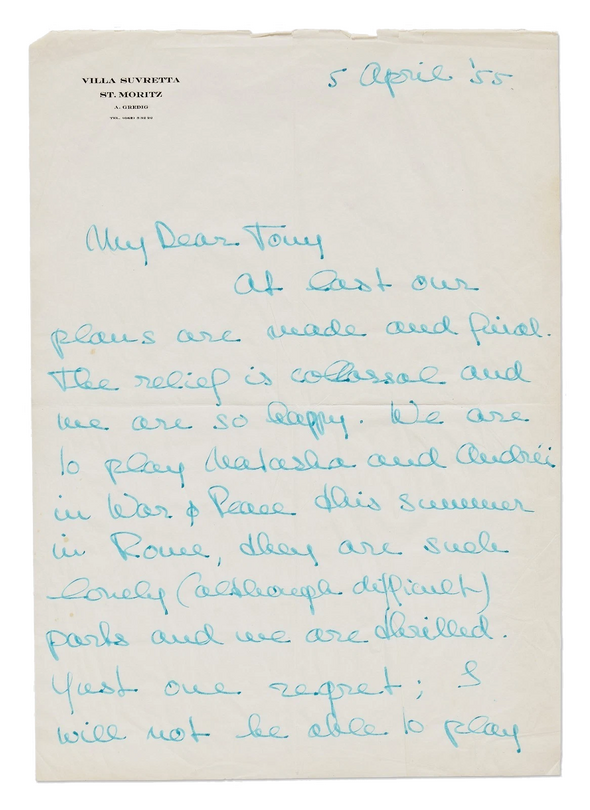 VILLA SUVRETTA
ST. MORITZ
A. GREDIG
5 April '55.
My Dear Tony
At last our
plans are made and final.
The relief is colossal and
we are so happy. We are
to play Natasha and Andréi
in War & Peace this summer
in Rome, they are such
lovely (although difficult)
parts and we are thrilled.
Just one regret; I
will not be able to play